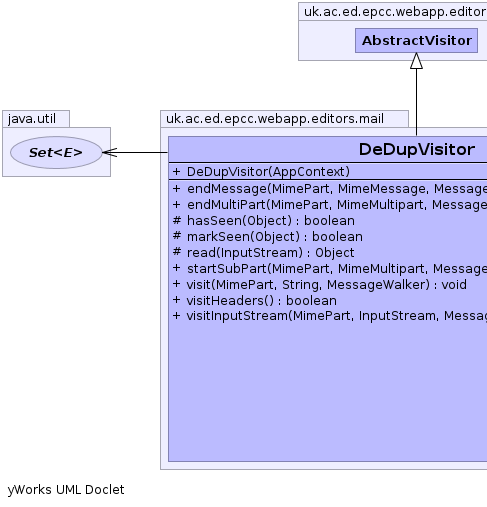 uk.ac.ed.epcc.webapp.editor
AbstractVisitor
java.util
Set<E>
uk.ac.ed.epcc.webapp.editors.mail
DeDupVisitor
+ DeDupVisitor(AppContext)
+ endMessage(MimePart, MimeMessage, Message
+ endMultiPart(MimePart, MimeMultipart, Message
# hasSeen(Object) : boolean
# markSeen(Object) : boolean
# read(InputStream) : Object
+ startSubPart(MimePart, MimeMultipart, Message
+ visit(MimePart, String, MessageWalker) : void
+ visitHeaders() : boolean
+ visitInputStream(MimePart, InputStream, Messag
yWorks UML Doclet